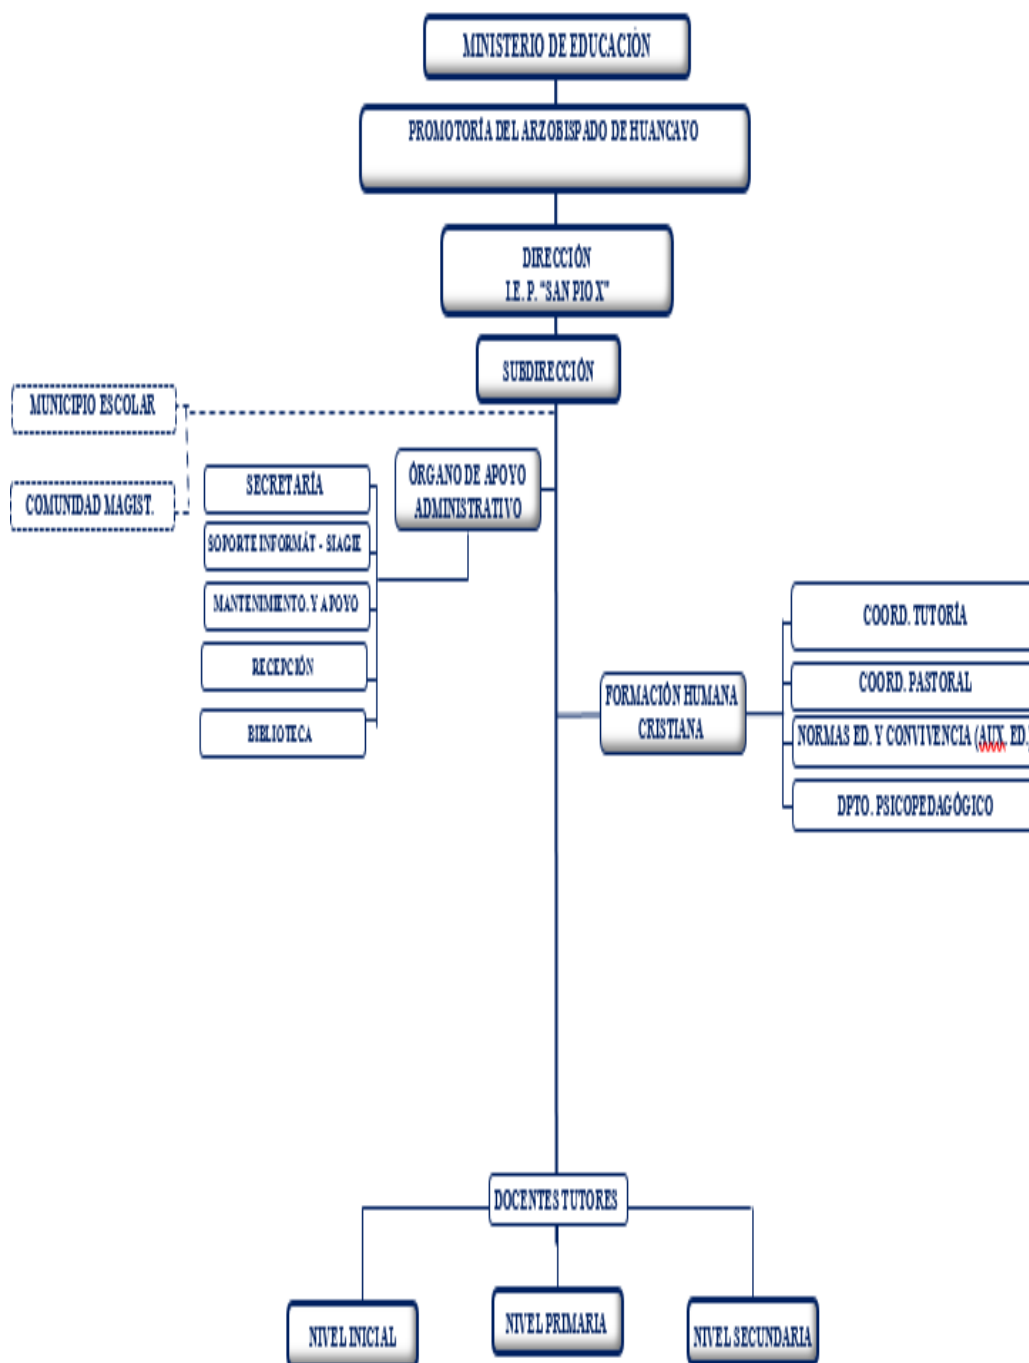 MINISTERIO DE EDUCACIÓN
PROMOTORÍA DEL ARZOBISPADO DE HUANCAYO
DIRECCIÓN
I.E. P. “SAN PIO X”
SUBDIRECCIÓN
MUNICIPIO ESCOLAR
COMUNIDAD MAGIST.
ÓRGANO DE APOYO
ADMINISTRATIVO
SECRETARÍA
SOPORTE INFORMÁT - SIAGIE
MANTENIMIENTO. Y APOYO
RECEPCIÓN
BIBLIOTECA
FORMACIÓN HUMANA
CRISTIANA
COORD. TUTORÍA
COORD. PASTORAL
NORMAS ED. Y CONVIVENCIA (AUX. ED.)
DPTO. PSICOPEDAGÓGICO
DOCENTES TUTORES
NIVEL INICIAL
NIVEL PRIMARIA
NIVEL SECUNDARIA